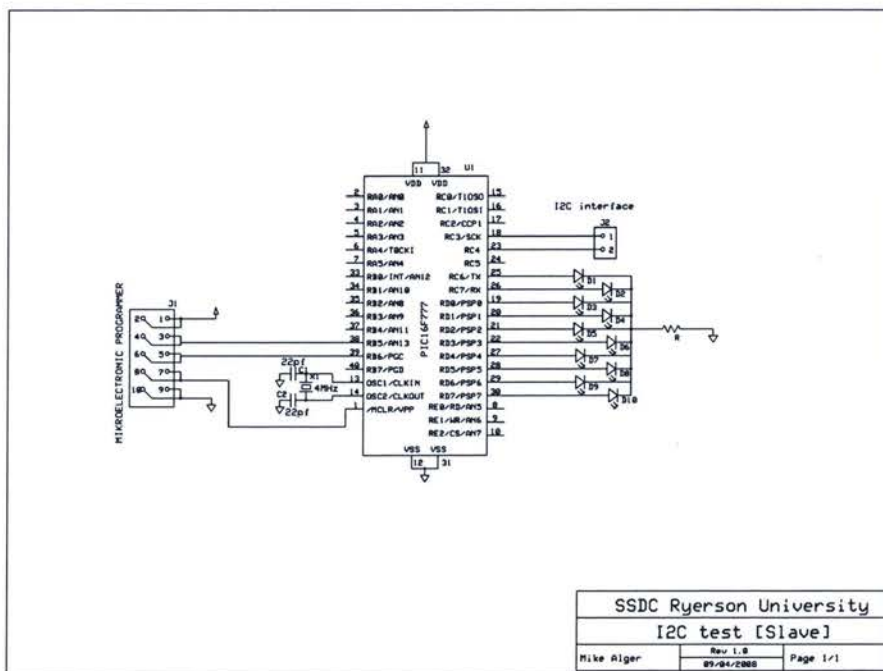 11 32 U1
VDD VDD
2 RA0/AN0 RC0/T1OSO 15
3 RA1/AN1 RC1/T1OSI 16
4 RA2/AN2 RC2/CCP1 17
5 RA3/AN3 RC3/SCK 18
6 RA4/T0CKI RC4 23
7 RA5/AN4 RC5 24
33 RB0/INT/AN12 RC6/TX 25
34 RB1/AN10 RC7/RX 26
35 RB2/AN8 RD0/PSP0 19
36 RB3/AN9 RD1/PSP1 20
37 RB4/AN11 RD2/PSP2 21
38 RB5/AN13 RD3/PSP3 22
39 RB6/PGC RD4/PSP4 27
40 RB7/PGD RD5/PSP5 28
13 OSC1/CLKIN RD6/PSP6 29
14 OSC2/CLKOUT RD7/PSP7 30
1 /MCLR/VPP RE0/RD/AN5 8
RE1/WR/AN6 9
RE2/CS/AN7 10
VSS VSS
12 31
PIC16F777
I2C interface
J2
1
2
D1
D2
D3
D4
D5
D6
D7
D8
D9
D10
R
MIKROELECTRONIC PROGRAMMER
J1
2 1
4 3
6 5
8 7
10 9
22pf
C1
X1
4MHz
C2
22pf
SSDC Ryerson University
I2C test [Slave]
Mike Alger
Rev 1.0
09/04/2008
Page 1/1